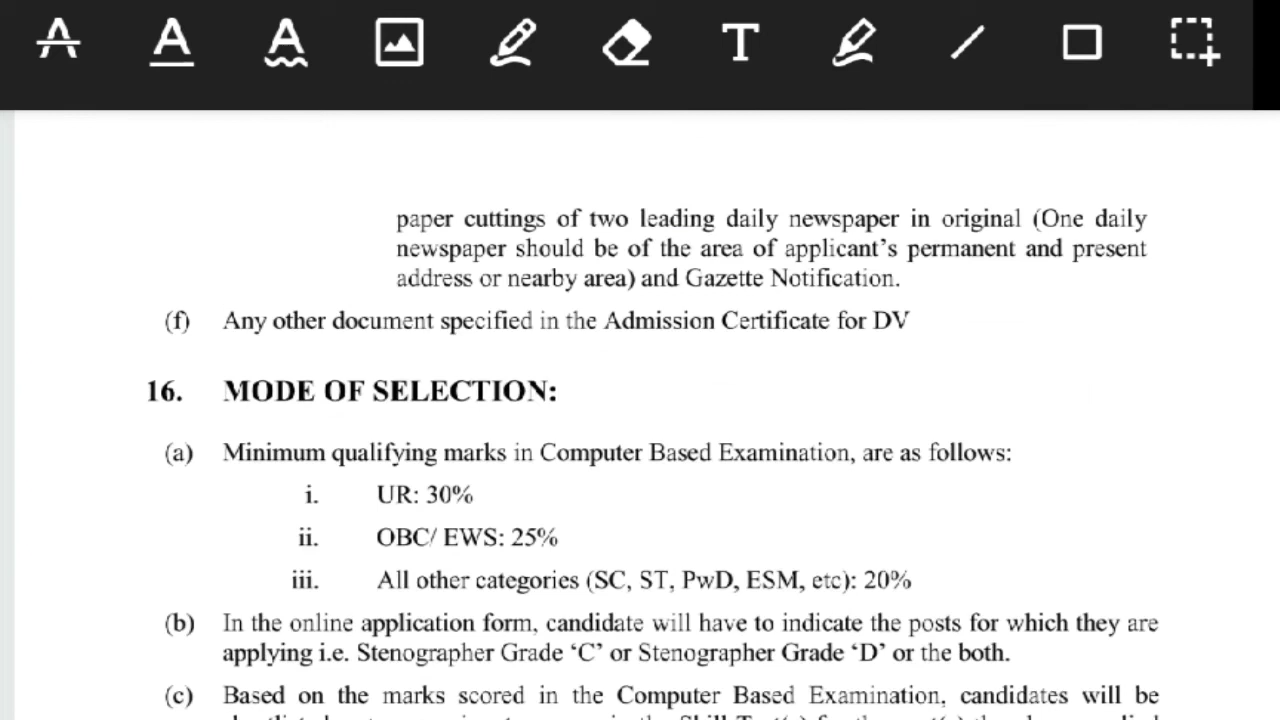 paper cuttings of two leading daily newspaper in original (One daily
newspaper should be of the area of applicant's permanent and present
address or nearby area) and Gazette Notification.
(f) Any other document specified in the Admission Certificate for DV
16. MODE OF SELECTION:
(a) Minimum qualifying marks in Computer Based Examination, are as follows:
i. UR: 30%
ii. OBC/ EWS: 25%
iii. All other categories (SC, ST, PwD, ESM, etc): 20%
(b) In the online application form, candidate will have to indicate the posts for which they are
applying i.e. Stenographer Grade ‘C’ or Stenographer Grade ‘D’ or the both.
(c) Based on the marks scored in the Computer Based Examination, candidates will be